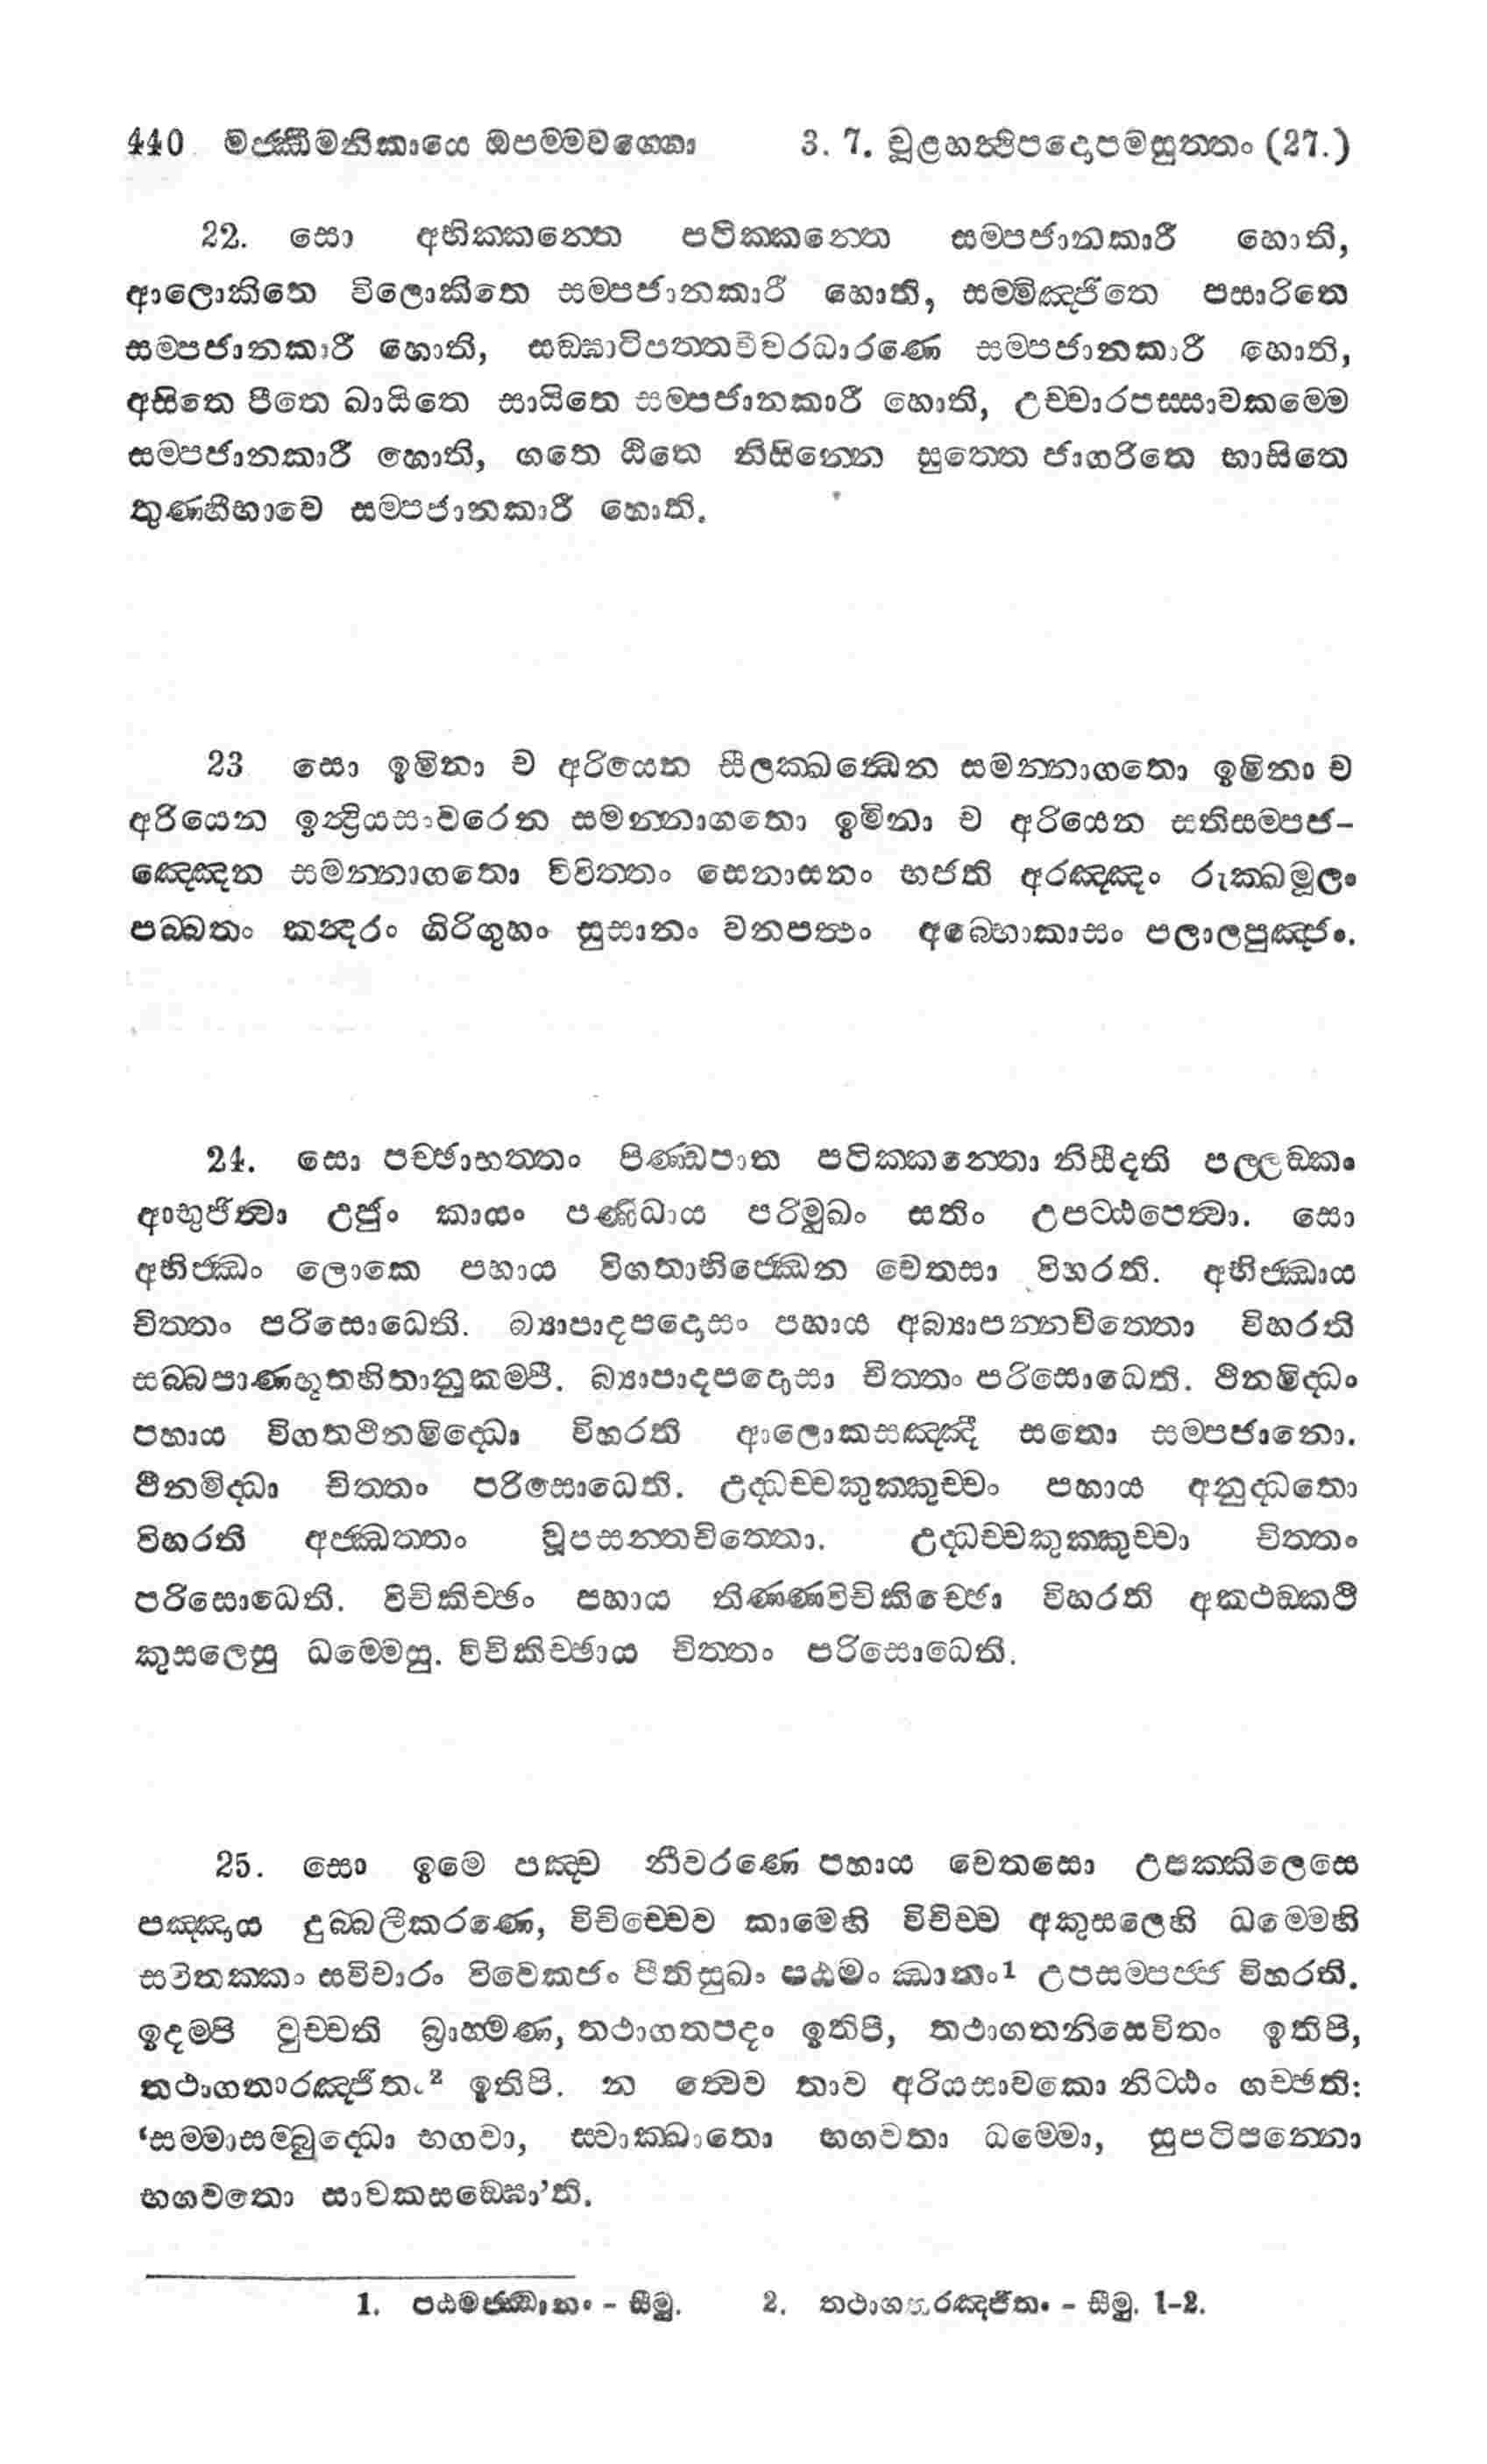 440 මජ්ඣිමනිකායෙ ඔපම්මවග්ගො 3. 7. චූළහත්ථිපදොපමසුත්තං (27.)
22. සො අභික්කන්තෙ පටික්කන්තෙ සම්පජානකාරී හොති,
ආලොකිතෙ විලොකිතෙ සම්පජානකාරී හොති, සම්මිඤ්ජිතෙ පසාරිතෙ
සම්පජානකාරී හොති, සඞ්ඝාටිපත්තචීවරධාරණෙ සම්පජානකාරී හොති,
අසිතෙ පීතෙ ඛායිතෙ සායිතෙ සම්පජානකාරී හොති, උච්චාරපස්සාවකම්මෙ
සම්පජානකාරී හොති, ගතෙ ඨිතෙ නිසින්නෙ සුත්තෙ ජාගරිතෙ භාසිතෙ
තුණ්හීභාවෙ සම්පජානකාරී හොති.
23 සො ඉමිනා ච අරියෙන සීලක්ඛන්ධෙන සමන්නාගතො ඉමිනා ච
අරියෙන ඉන්ද්‍රියසංවරෙන සමන්නාගතො ඉමිනා ච අරියෙන සතිසම්පජ-
ඤ්ඤෙන සමන්නාගතො විවිත්තං සෙනාසනං භජති අරඤ්ඤං රුක්ඛමූලං
පබ්බතං කන්දරං ගිරිගුහං සුසානං වනපත්ථං අබ්භොකාසං පලාලපුඤ්ජං.
24. සො පච්ඡාභත්තං පිණ්ඩපාත පටික්කන්තො නිසීදති පල්ලඞ්කං
ආභුජිත්වා උජුං කායං පණිධාය පරිමුඛං සතිං උපට්ඨපෙත්වා. සො
අභිජ්ඣං ලොකෙ පහාය විගතාභිජ්ඣෙන චෙතසා විහරති. අභිජ්ඣාය
චිත්තං පරිසොධෙති. බ්‍යාපාදපදොසං පහාය අබ්‍යාපන්නචිත්තො විහරති
සබ්බපාණභූතහිතානුකම්පී. බ්‍යාපාදපදොසා චිත්තං පරිසොධෙති. ථීනමිද්ධං
පහාය විගතථීනමිද්ධො විහරති ආලොකසඤ්ඤී සතො සම්පජානො.
ථීනමිද්ධා චිත්තං පරිසොධෙති. උද්ධච්චකුක්කුච්චං පහාය අනුද්ධතො
විහරති අජ්ඣත්තං වූපසන්තචිත්තො. උද්ධච්චකුක්කුච්චා චිත්තං
පරිසොධෙති. විචිකිච්ඡං පහාය තිණ්ණවිචිකිච්ඡො විහරති අකථඞ්කථී
කුසලෙසු ධම්මෙසු. විචිකිච්ඡාය චිත්තං පරිසොධෙති.
25. සො ඉමෙ පඤ්ච නීවරණෙ පහාය චෙතසො උපක්කිලෙසෙ
පඤ්ඤාය දුබ්බලීකරණෙ, විවිච්චෙව කාමෙහි විවිච්ච අකුසලෙහි ධම්මෙහි
සවිතක්කං සවිචාරං විවෙකජං පීතිසුඛං පඨමං ඣානං¹ උපසම්පජ්ජ විහරති.
ඉදම්පි වුච්චති බ්‍රාහ්මණ, තථාගතපදං ඉතිපි, තථාගතනිසෙවිතං ඉතිපි,
තථාගතාරඤ්ජිතං² ඉතිපි. න ත්වෙව තාව අරියසාවකො නිට්ඨං ගච්ඡති:
‘සම්මාසම්බුද්ධො භගවා, ස්වාක්ඛාතො භගවතා ධම්මො, සුපටිපන්නො
භගවතො සාවකසඞ්ඝො’ති.
1. පඨමජ්ඣානං - සීමු. 2. තථාගතරඤ්ජිතං - සීමු. 1-2.